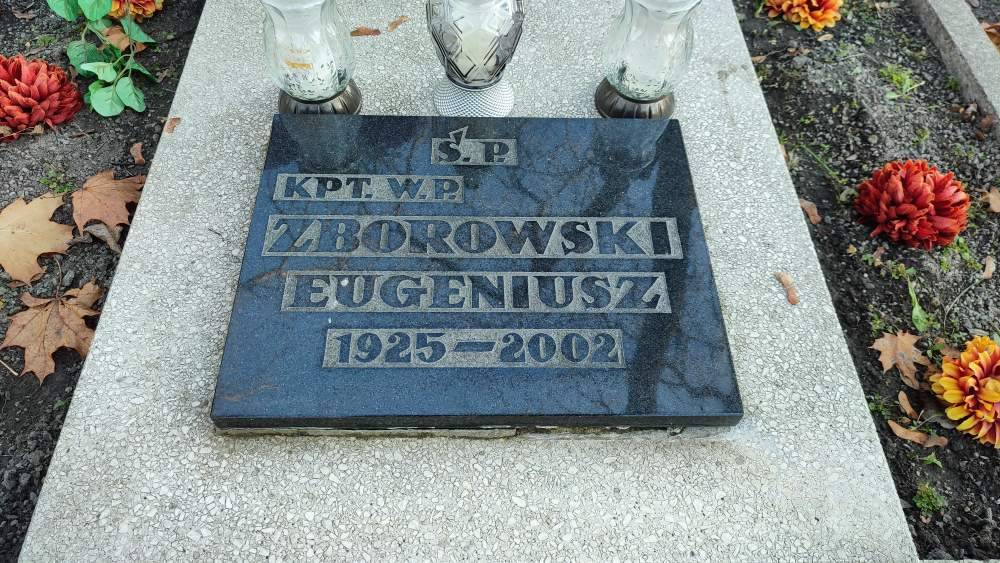 Ś. P.
KPT. W.P.
ZBOROWSKI
EUGENIUSZ
1925-2002